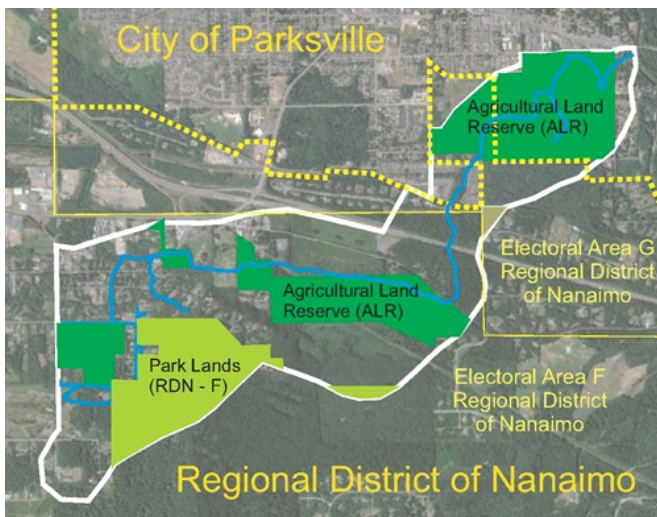 City of Parksville
Agricultural Land
Reserve (ALR)
Electoral Area G
Regional District
of Nanaimo
Agricultural Land
Reserve (ALR)
Park Lands
(RDN - F)
Electoral Area F
Regional District
of Nanaimo
Regional District of Nanaimo